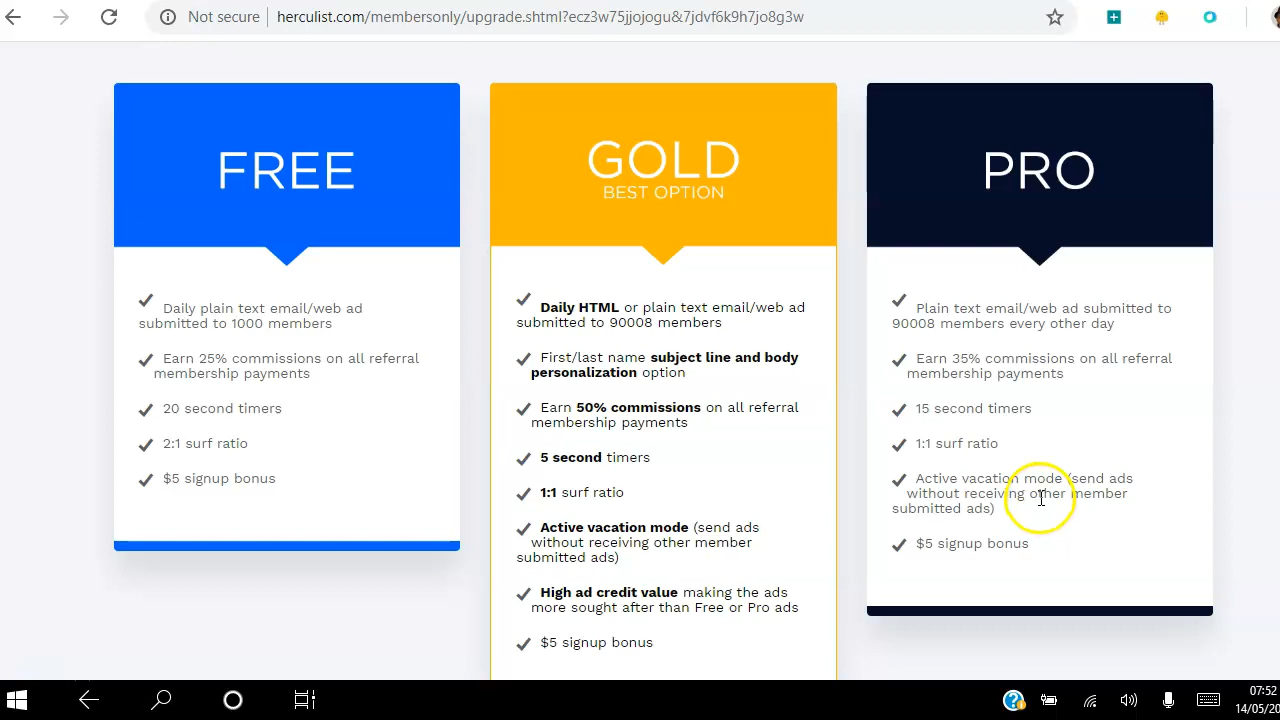 Not secure
herculist.com/membersonly/upgrade.shtml?ecz3w75jjojogu&7jdvf6k9h7jo8g3w
FREE
Daily plain text email/web ad
submitted to 1000 members
Earn 25% commissions on all referral
membership payments
20 second timers
2:1 surf ratio
$5 signup bonus
GOLD
BEST OPTION
Daily HTML or plain text email/web ad
submitted to 90008 members
First/last name subject line and body
personalization option
Earn 50% commissions on all referral
membership payments
5 second timers
1:1 surf ratio
Active vacation mode (send ads
without receiving other member
submitted ads)
High ad credit value making the ads
more sought after than Free or Pro ads
$5 signup bonus
PRO
Plain text email/web ad submitted to
90008 members every other day
Earn 35% commissions on all referral
membership payments
15 second timers
1:1 surf ratio
Active vacation mode (send ads
without receiving other member
submitted ads)
$5 signup bonus
07:52
14/05/20